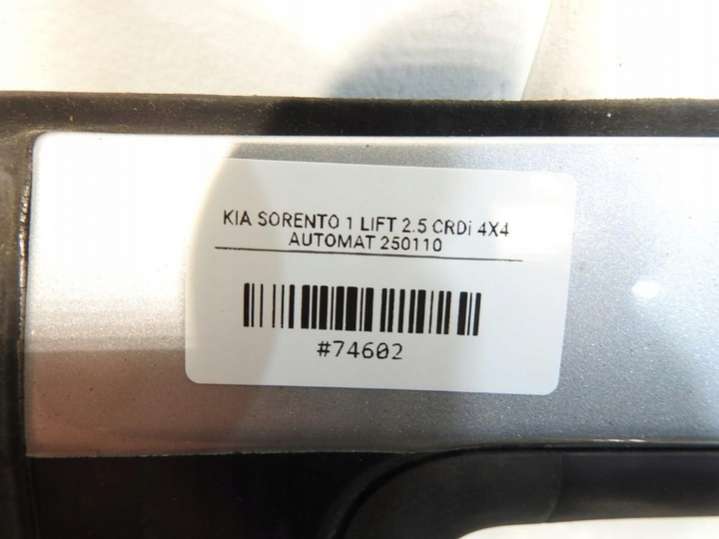 KIA SORENTO 1 LIFT 2.5 CRDi 4X4
AUTOMAT 250110
#74602